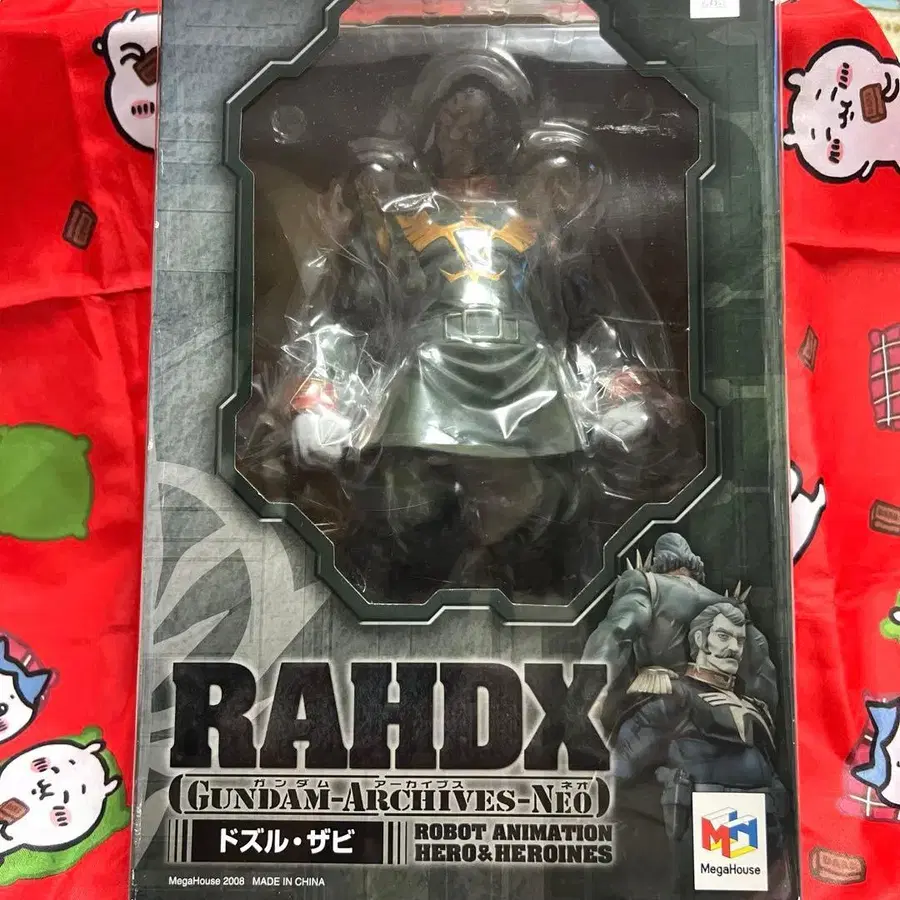 RAHDX
ガンダム アーカイブス ネオ
(GUNDAM-ARCHIVES-NEO)
ドズル・ザビ
ROBOT ANIMATION
HERO&HEROINES
MegaHouse
MegaHouse 2008 MADE IN CHINA